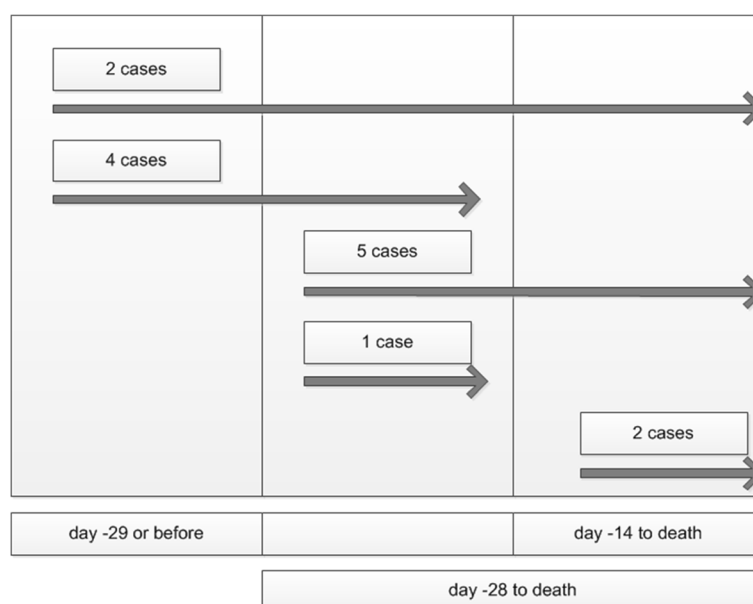 2 cases
4 cases
5 cases
1 case
2 cases
day -29 or before
day -14 to death
day -28 to death